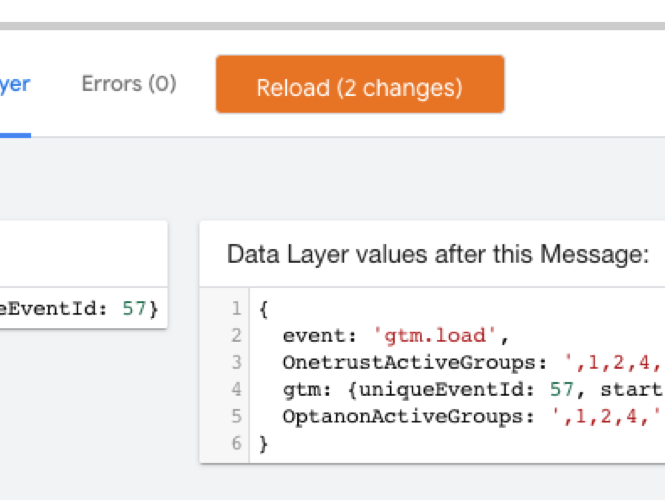 yer Errors (0) Reload (2 changes)
Data Layer values after this Message:
eEventId: 57}
1 {
2 event: 'gtm.load',
3 OnetrustActiveGroups: ',1,2,4,
4 gtm: {uniqueEventId: 57, start
5 OptanonActiveGroups: ',1,2,4,'
6 }